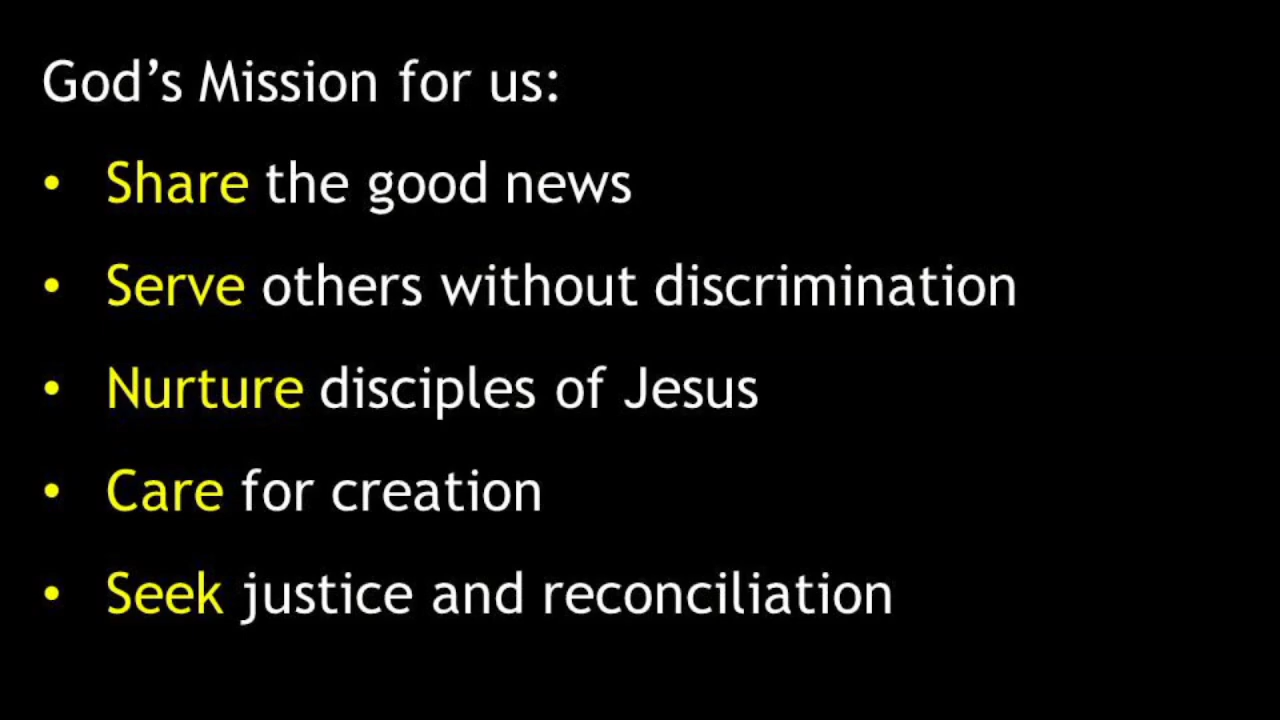 God’s Mission for us:
• Share the good news
• Serve others without discrimination
• Nurture disciples of Jesus
• Care for creation
• Seek justice and reconciliation